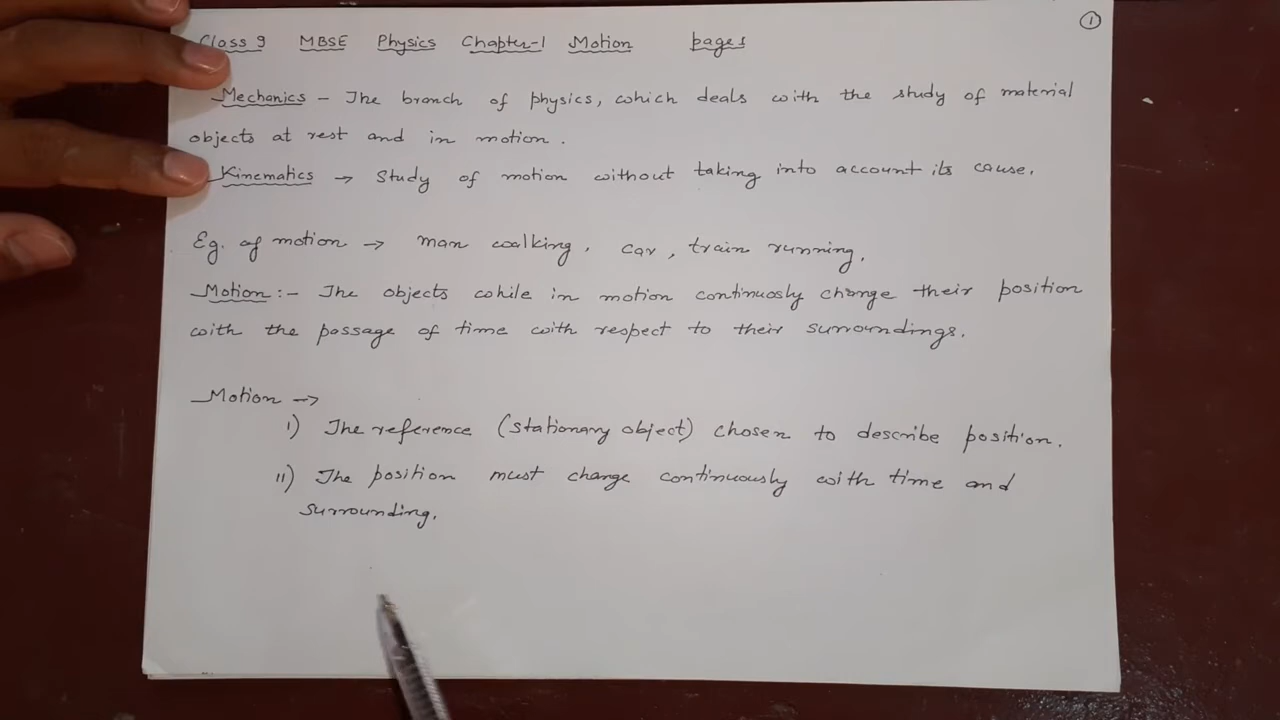 ①
Class 9 MBSE Physics Chapter-1 Motion pages
Mechanics - The branch of physics, which deals with the study of material
objects at rest and in motion.
Kinematics → Study of motion without taking into account its cause.
Eg. of motion → man walking, car, train running.
Motion :- The objects while in motion continuosly change their position
with the passage of time with respect to their surroundings.
Motion →
i) The reference (stationary object) chosen to describe position.
ii) The position must change continuously with time and
surrounding.